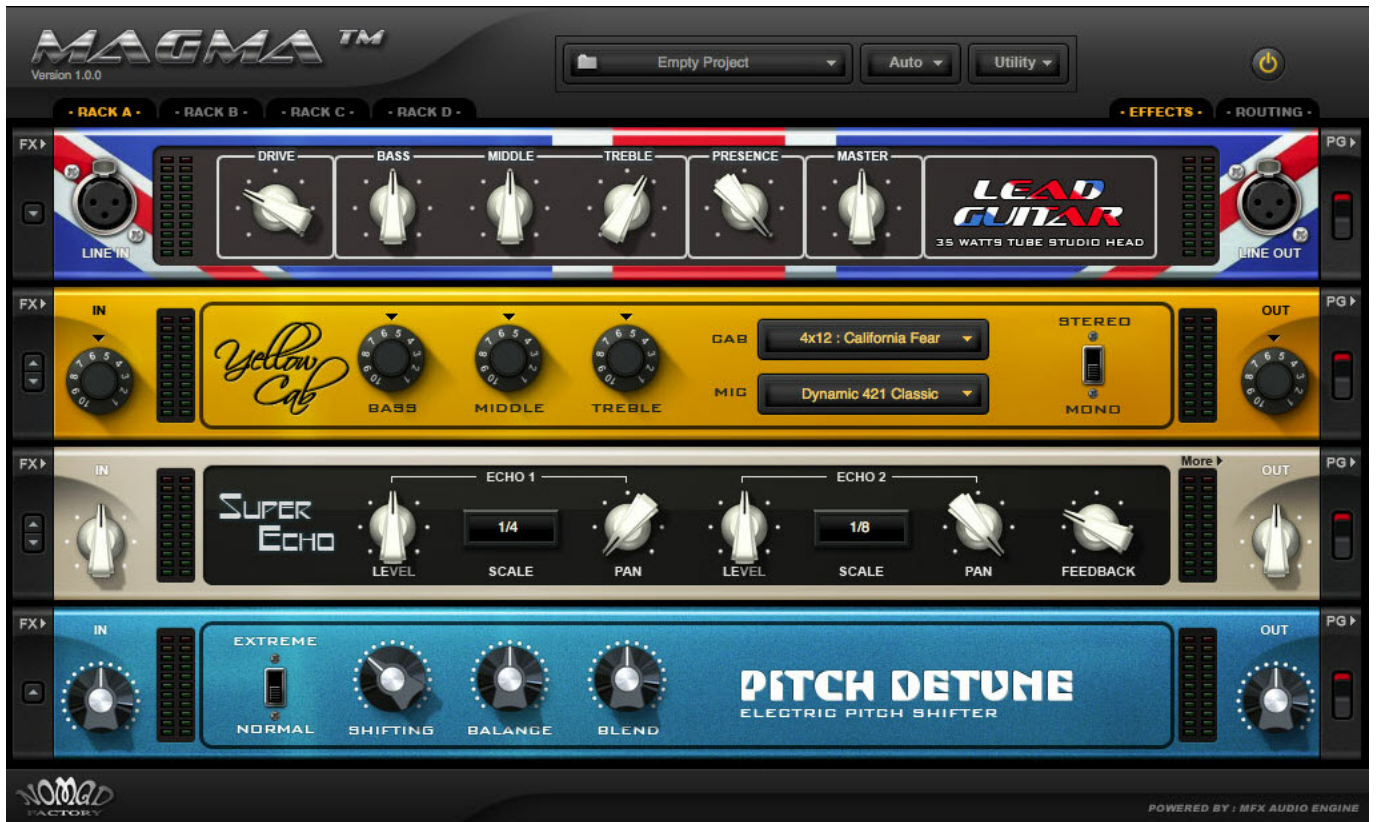 MAGMA TM
Version 1.0.0
Empty Project
Auto
Utility
- RACK A -
- RACK B -
- RACK C -
- RACK D -
- EFFECTS -
- ROUTING -
FX
PG
DRIVE
BASS
MIDDLE
TREBLE
PRESENCE
MASTER
LINE IN
LEAD
GUITAR
35 WATTS TUBE STUDIO HEAD
LINE OUT
FX
PG
IN
Yellow
Cab
BASS
MIDDLE
TREBLE
CAB
4x12 : California Fear
MIC
Dynamic 421 Classic
STEREO
MONO
OUT
FX
PG
IN
SUPER
ECHO
ECHO 1
LEVEL
1/4
SCALE
PAN
ECHO 2
LEVEL
1/8
SCALE
PAN
FEEDBACK
More
OUT
FX
PG
IN
EXTREME
NORMAL
SHIFTING
BALANCE
BLEND
PITCH DETUNE
ELECTRIC PITCH SHIFTER
OUT
NOMAD
FACTORY
POWERED BY : MFX AUDIO ENGINE